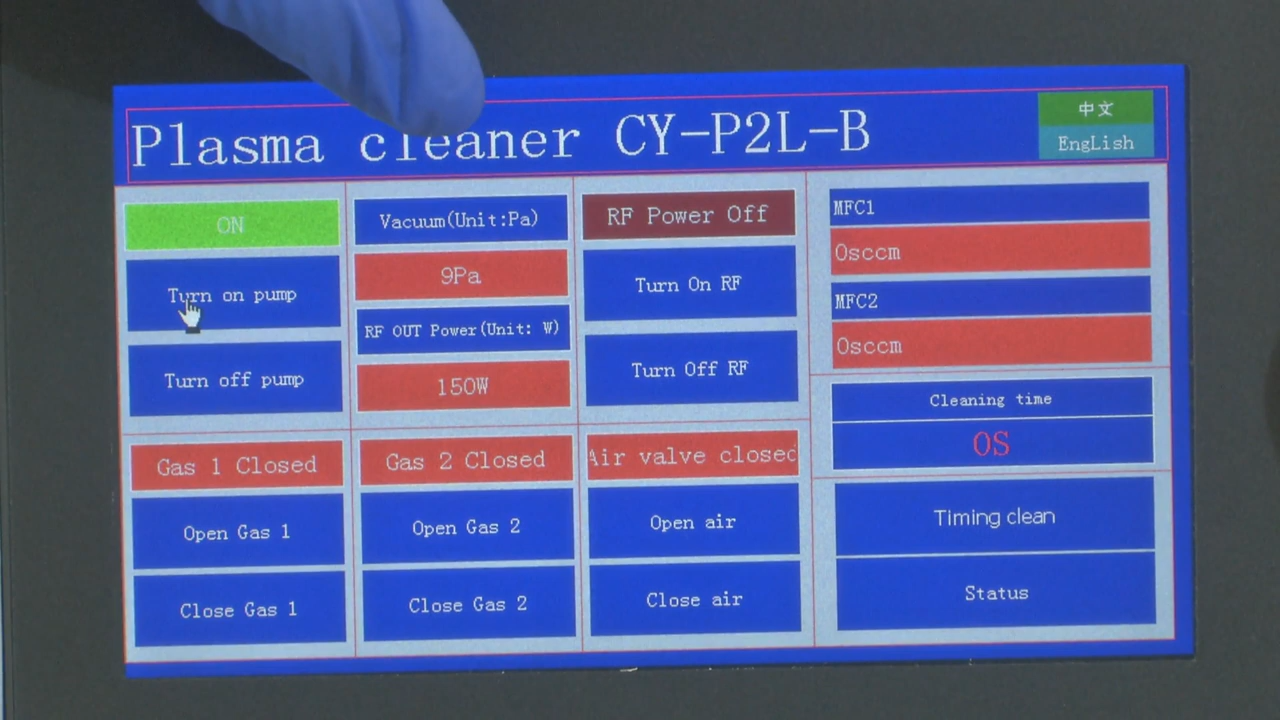 Plasma cleaner CY-P2L-B
中文
EngLish
ON
Turn on pump
Turn off pump
Vacuum(Unit:Pa)
9Pa
RF OUT Power(Unit: W)
150W
RF Power Off
Turn On RF
Turn Off RF
MFC1
0sccm
MFC2
0sccm
Cleaning time
0S
Gas 1 Closed
Open Gas 1
Close Gas 1
Gas 2 Closed
Open Gas 2
Close Gas 2
Air valve closed
Open air
Close air
Timing clean
Status